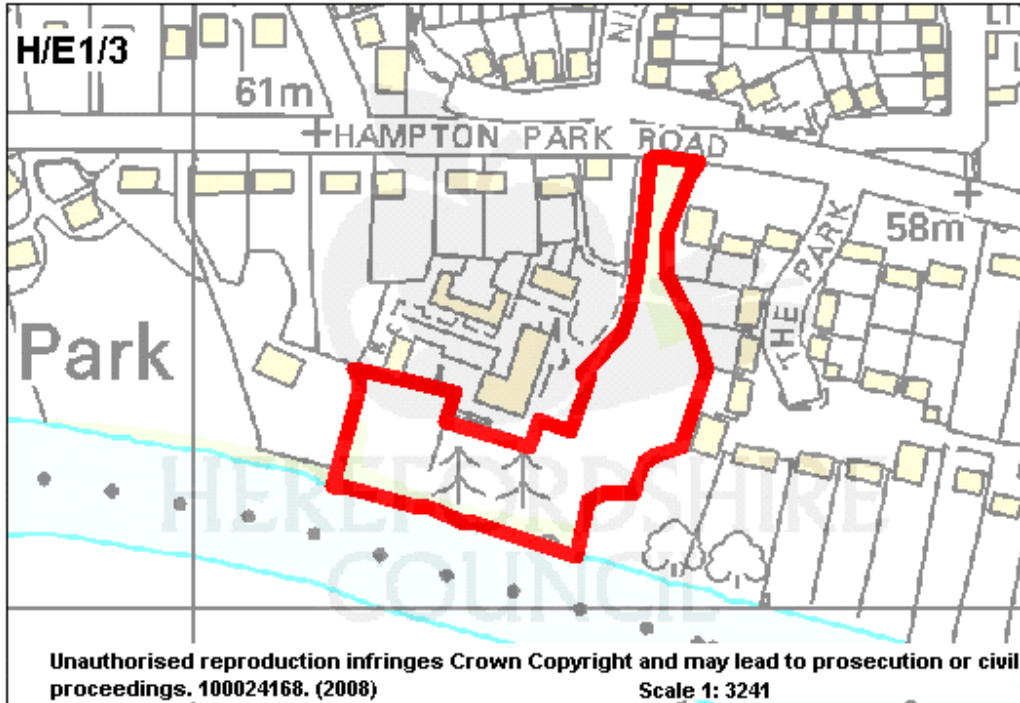 H/E1/3
61m
HAMPTON PARK ROAD
THE PARK
58m
Park
HEREFORDSHIRE
COUNCIL
Unauthorised reproduction infringes Crown Copyright and may lead to prosecution or civil
proceedings. 100024168. (2008) Scale 1: 3241